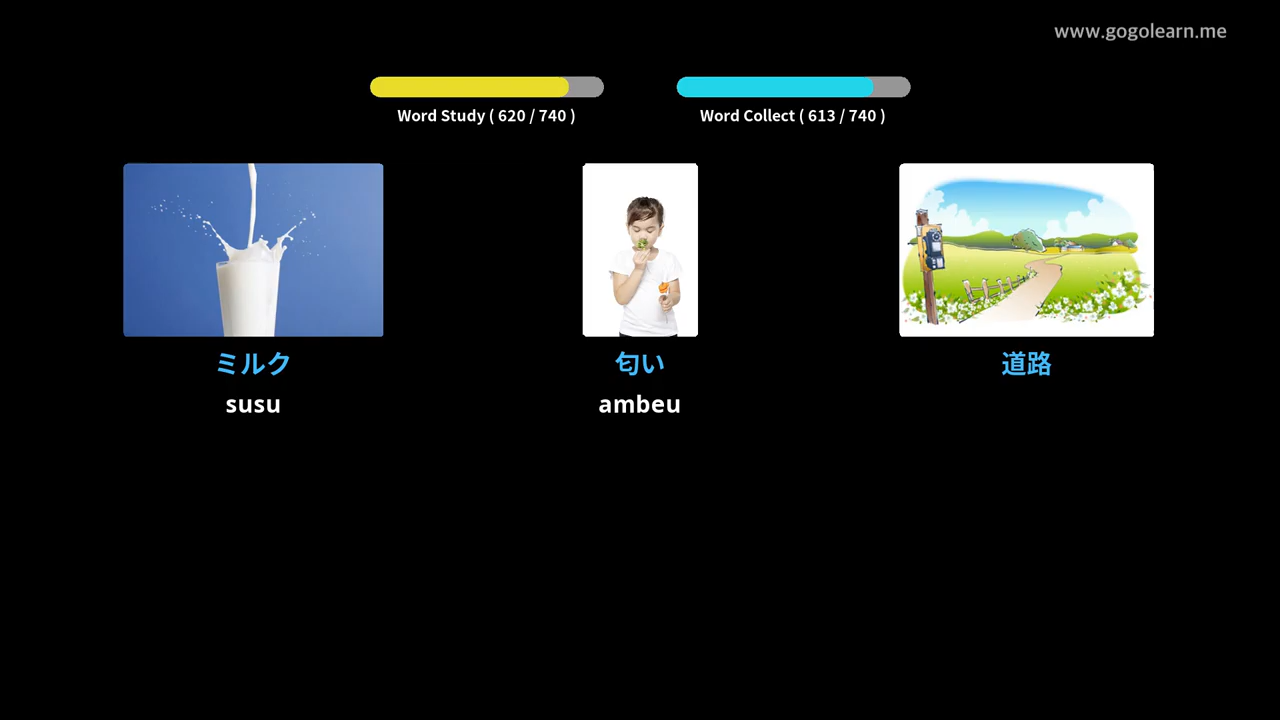 www.gogolearn.me
Word Study ( 620 / 740 )
Word Collect ( 613 / 740 )
ミルク
匂い
道路
susu
ambeu